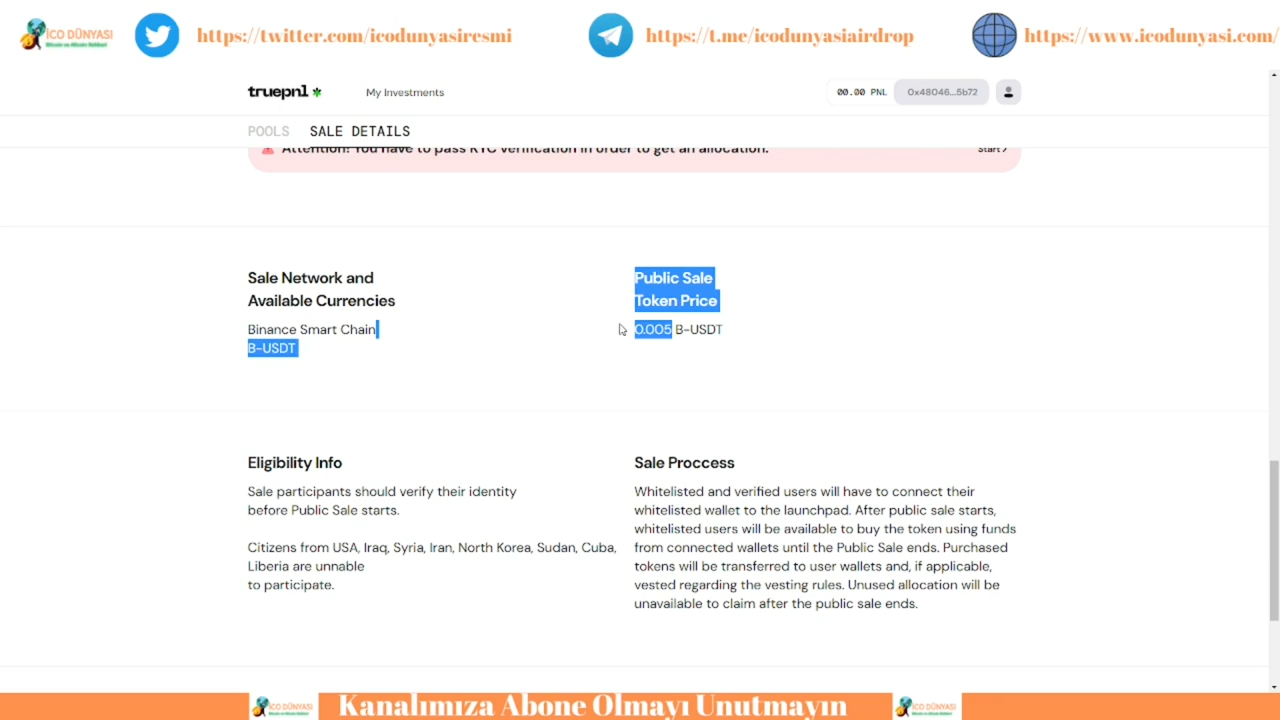 İCO DÜNYASI
https://twitter.com/icodunyasiresmi
https://t.me/icodunyasiairdrop
https://www.icodunyasi.com/
truepnl
My Investments
00.00 PNL
0x48046...5b72
POOLS
SALE DETAILS
Attention! You have to pass KYC verification in order to get an allocation.
Start ›
Sale Network and
Available Currencies
Binance Smart Chain
B-USDT
Public Sale
Token Price
0.005 B-USDT
Eligibility Info
Sale participants should verify their identity
before Public Sale starts.
Citizens from USA, Iraq, Syria, Iran, North Korea, Sudan, Cuba,
Liberia are unnable
to participate.
Sale Proccess
Whitelisted and verified users will have to connect their
whitelisted wallet to the launchpad. After public sale starts,
whitelisted users will be available to buy the token using funds
from connected wallets until the Public Sale ends. Purchased
tokens will be transferred to user wallets and, if applicable,
vested regarding the vesting rules. Unused allocation will be
unavailable to claim after the public sale ends.
İCO DÜNYASI
Kanalımıza Abone Olmayı Unutmayın
İCO DÜNYASI